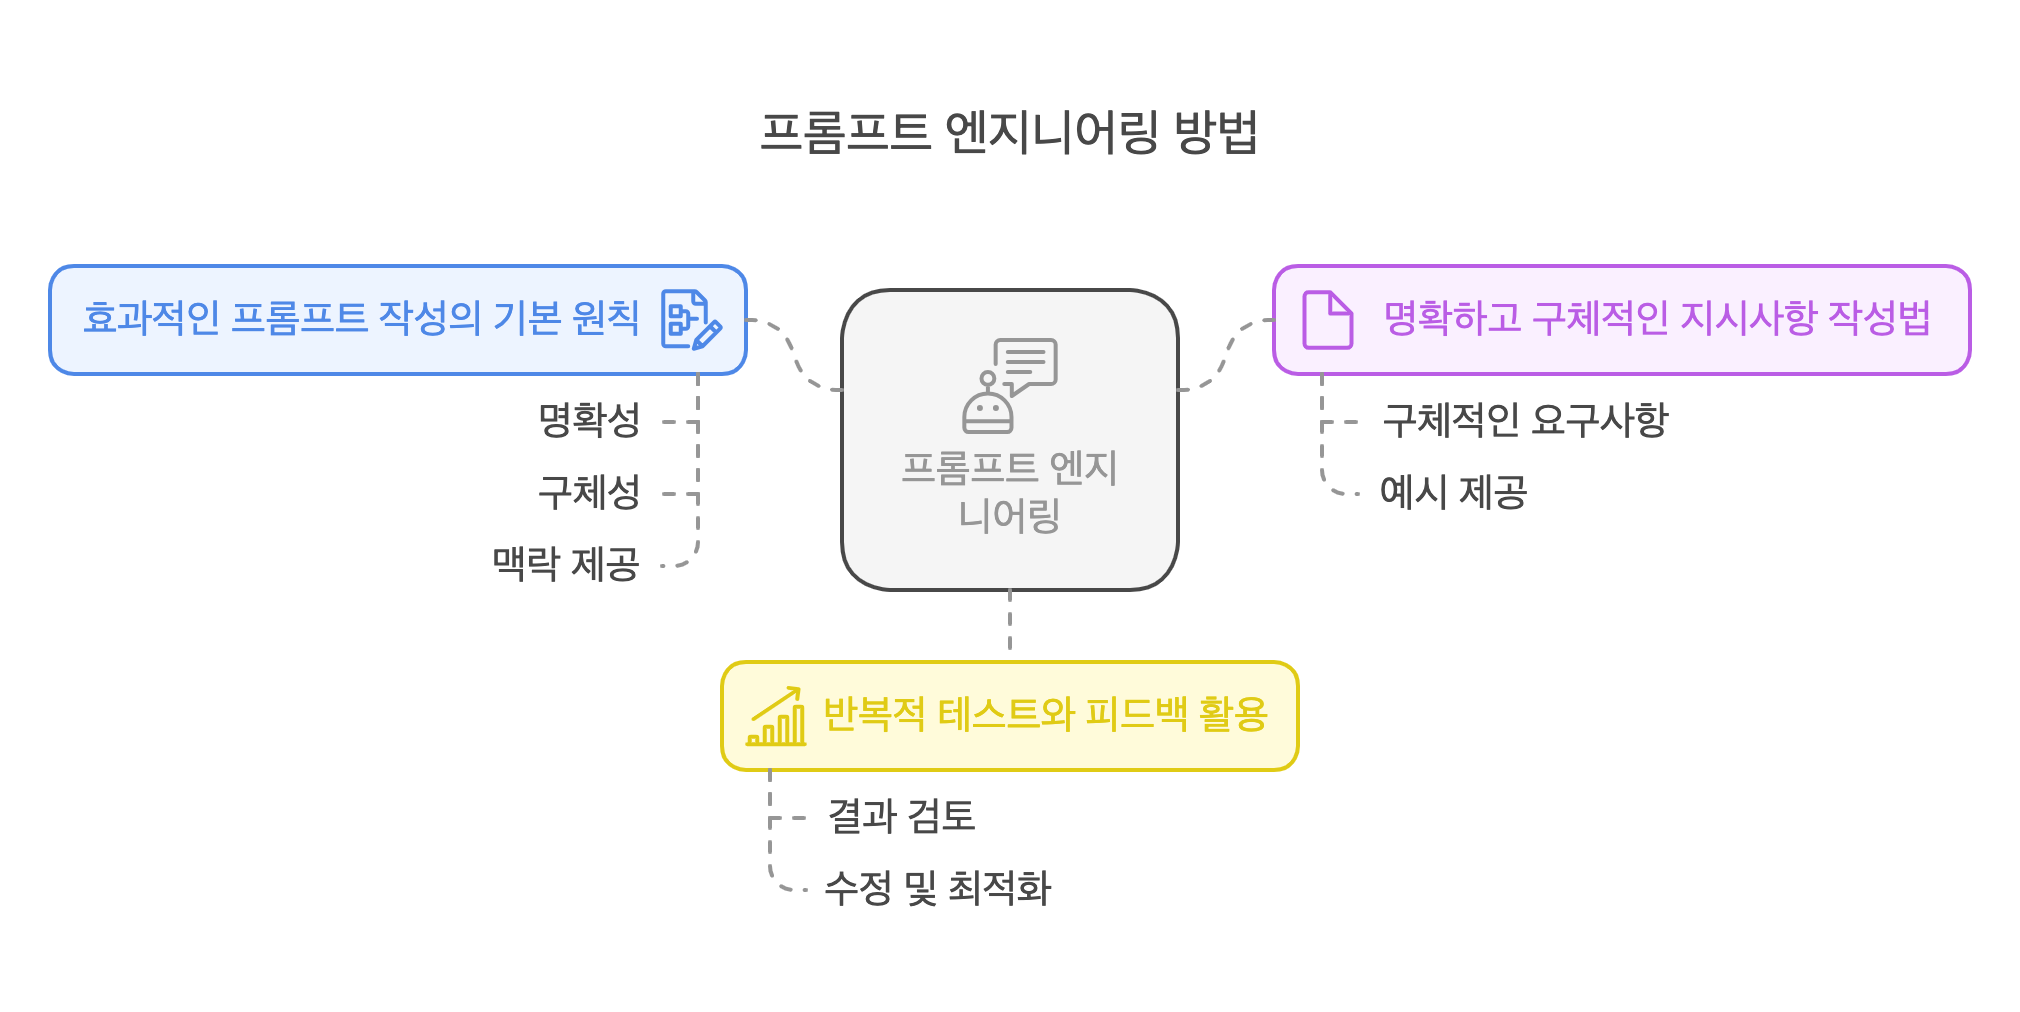 프롬프트 엔지니어링 방법
효과적인 프롬프트 작성의 기본 원칙
명확성
구체성
맥락 제공
프롬프트 엔지
니어링
명확하고 구체적인 지시사항 작성법
구체적인 요구사항
예시 제공
반복적 테스트와 피드백 활용
결과 검토
수정 및 최적화